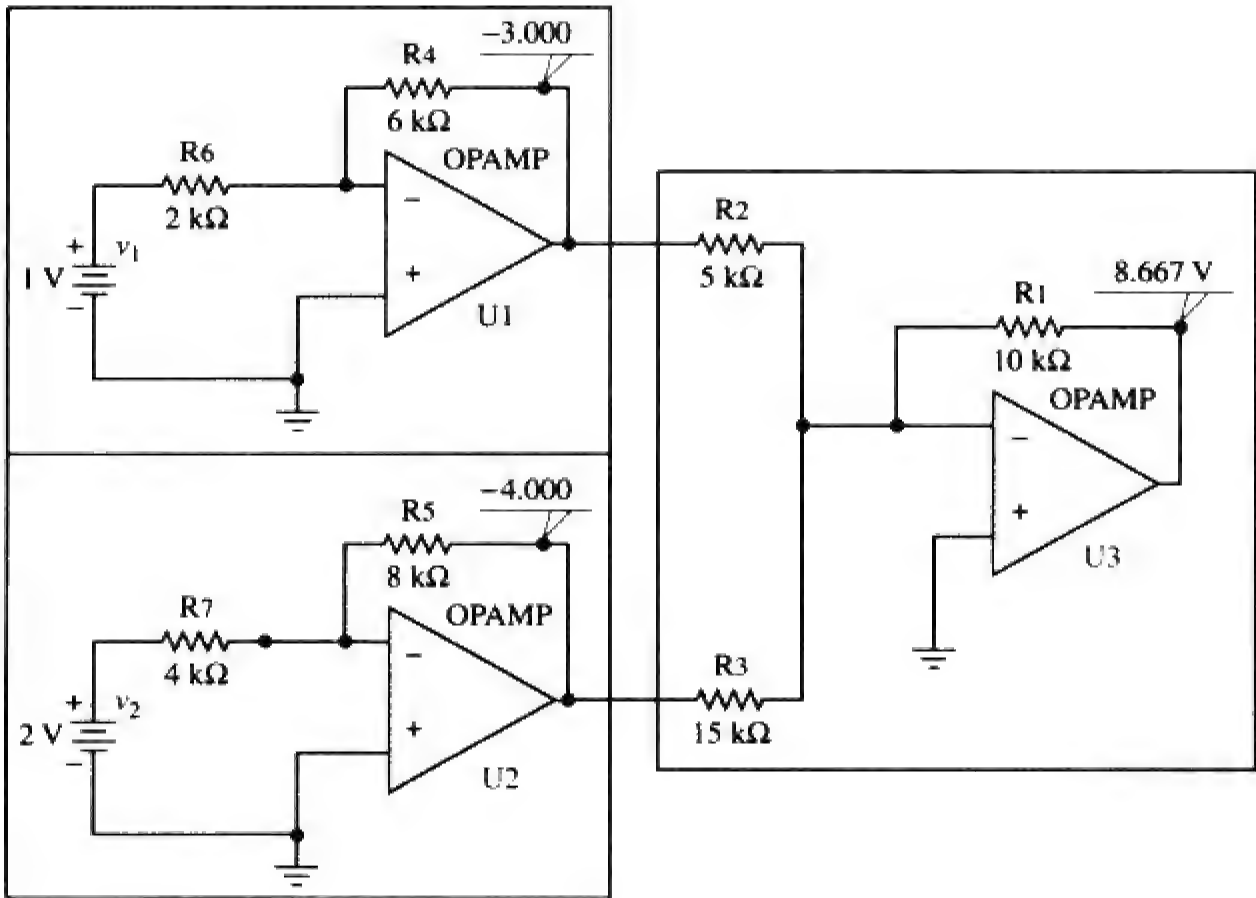 −3.000
R4
6 kΩ
OPAMP
R6
2 kΩ
−
+
v1
1 V
+
−
U1
R2
5 kΩ
8.667 V
R1
10 kΩ
OPAMP
−
+
U3
−4.000
R5
8 kΩ
OPAMP
R7
4 kΩ
−
+
v2
2 V
+
−
U2
R3
15 kΩ